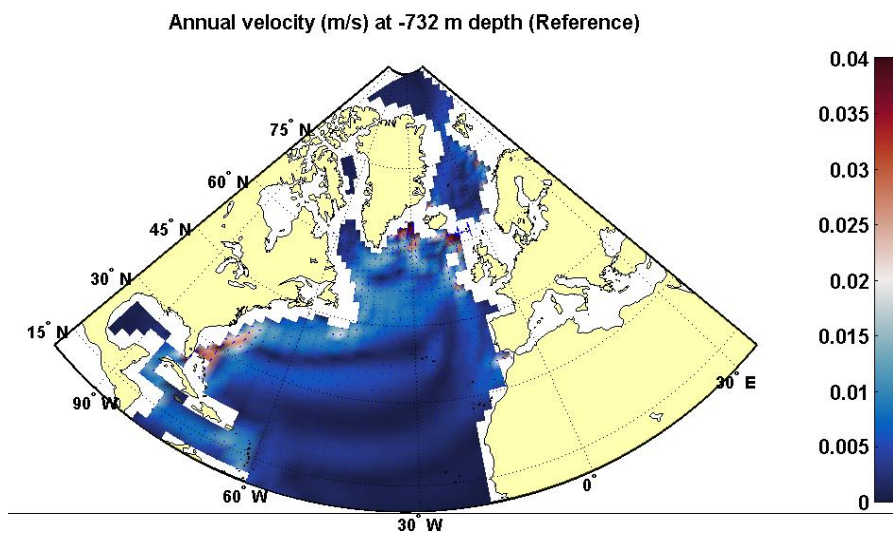 Annual velocity (m/s) at -732 m depth (Reference)
0.04
0.035
0.03
0.025
0.02
0.015
0.01
0.005
0
75° N
60° N
45° N
30° N
15° N
90° W
60° W
30° W
0°
30° E